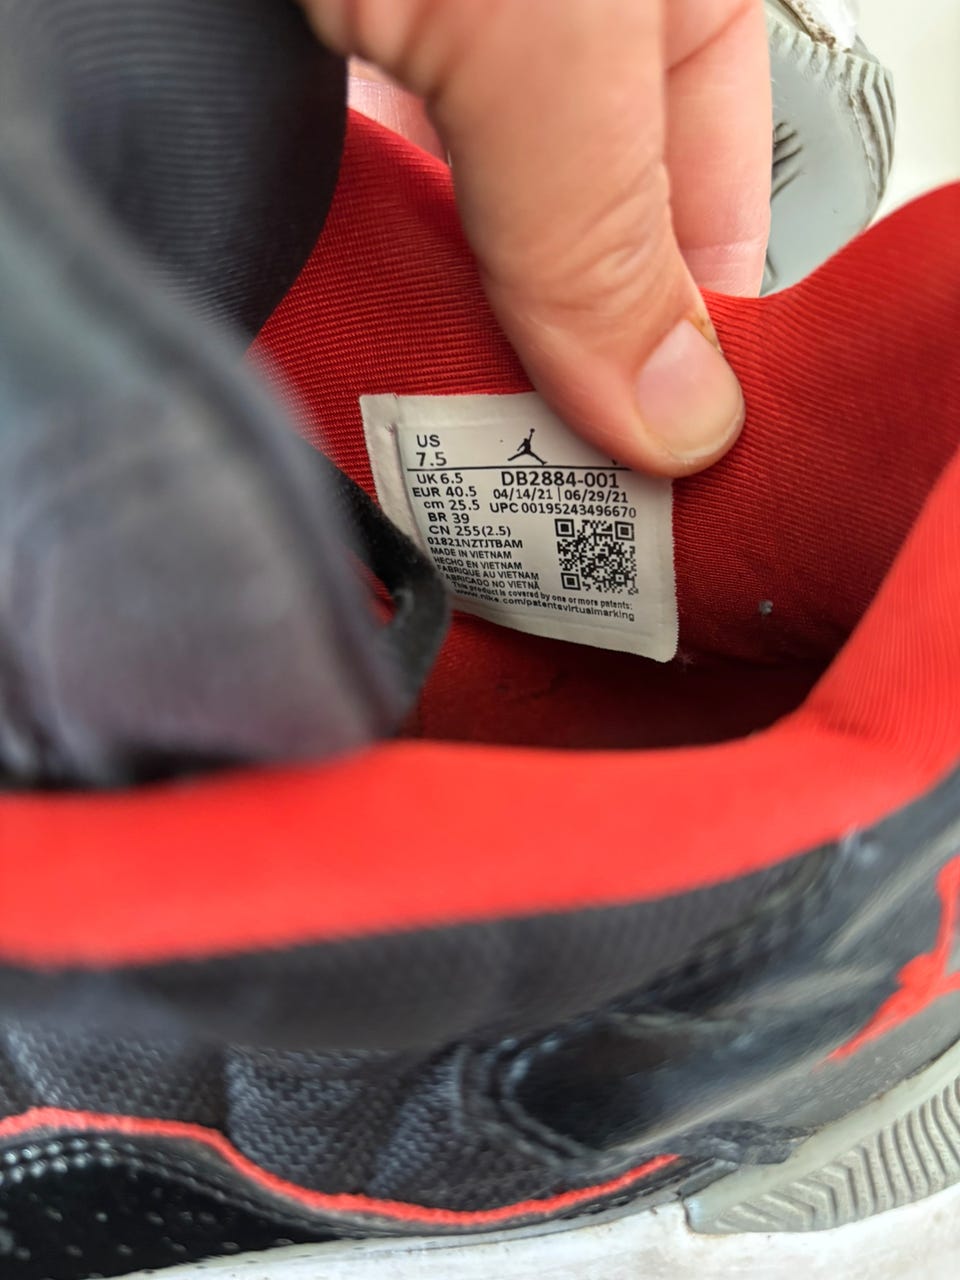 US
7.5
UK 6.5
EUR 40.5
cm 25.5
BR 39
CN 255(2.5)
DB2884-001
04/14/21 | 06/29/21
UPC 00195243496670
01821NZTJTBAM
MADE IN VIETNAM
HECHO EN VIETNAM
FABRIQUE AU VIETNAM
FABRICADO NO VIETNÃ
This product is covered by one or more patents:
www.nike.com/patentsvirtualmarking